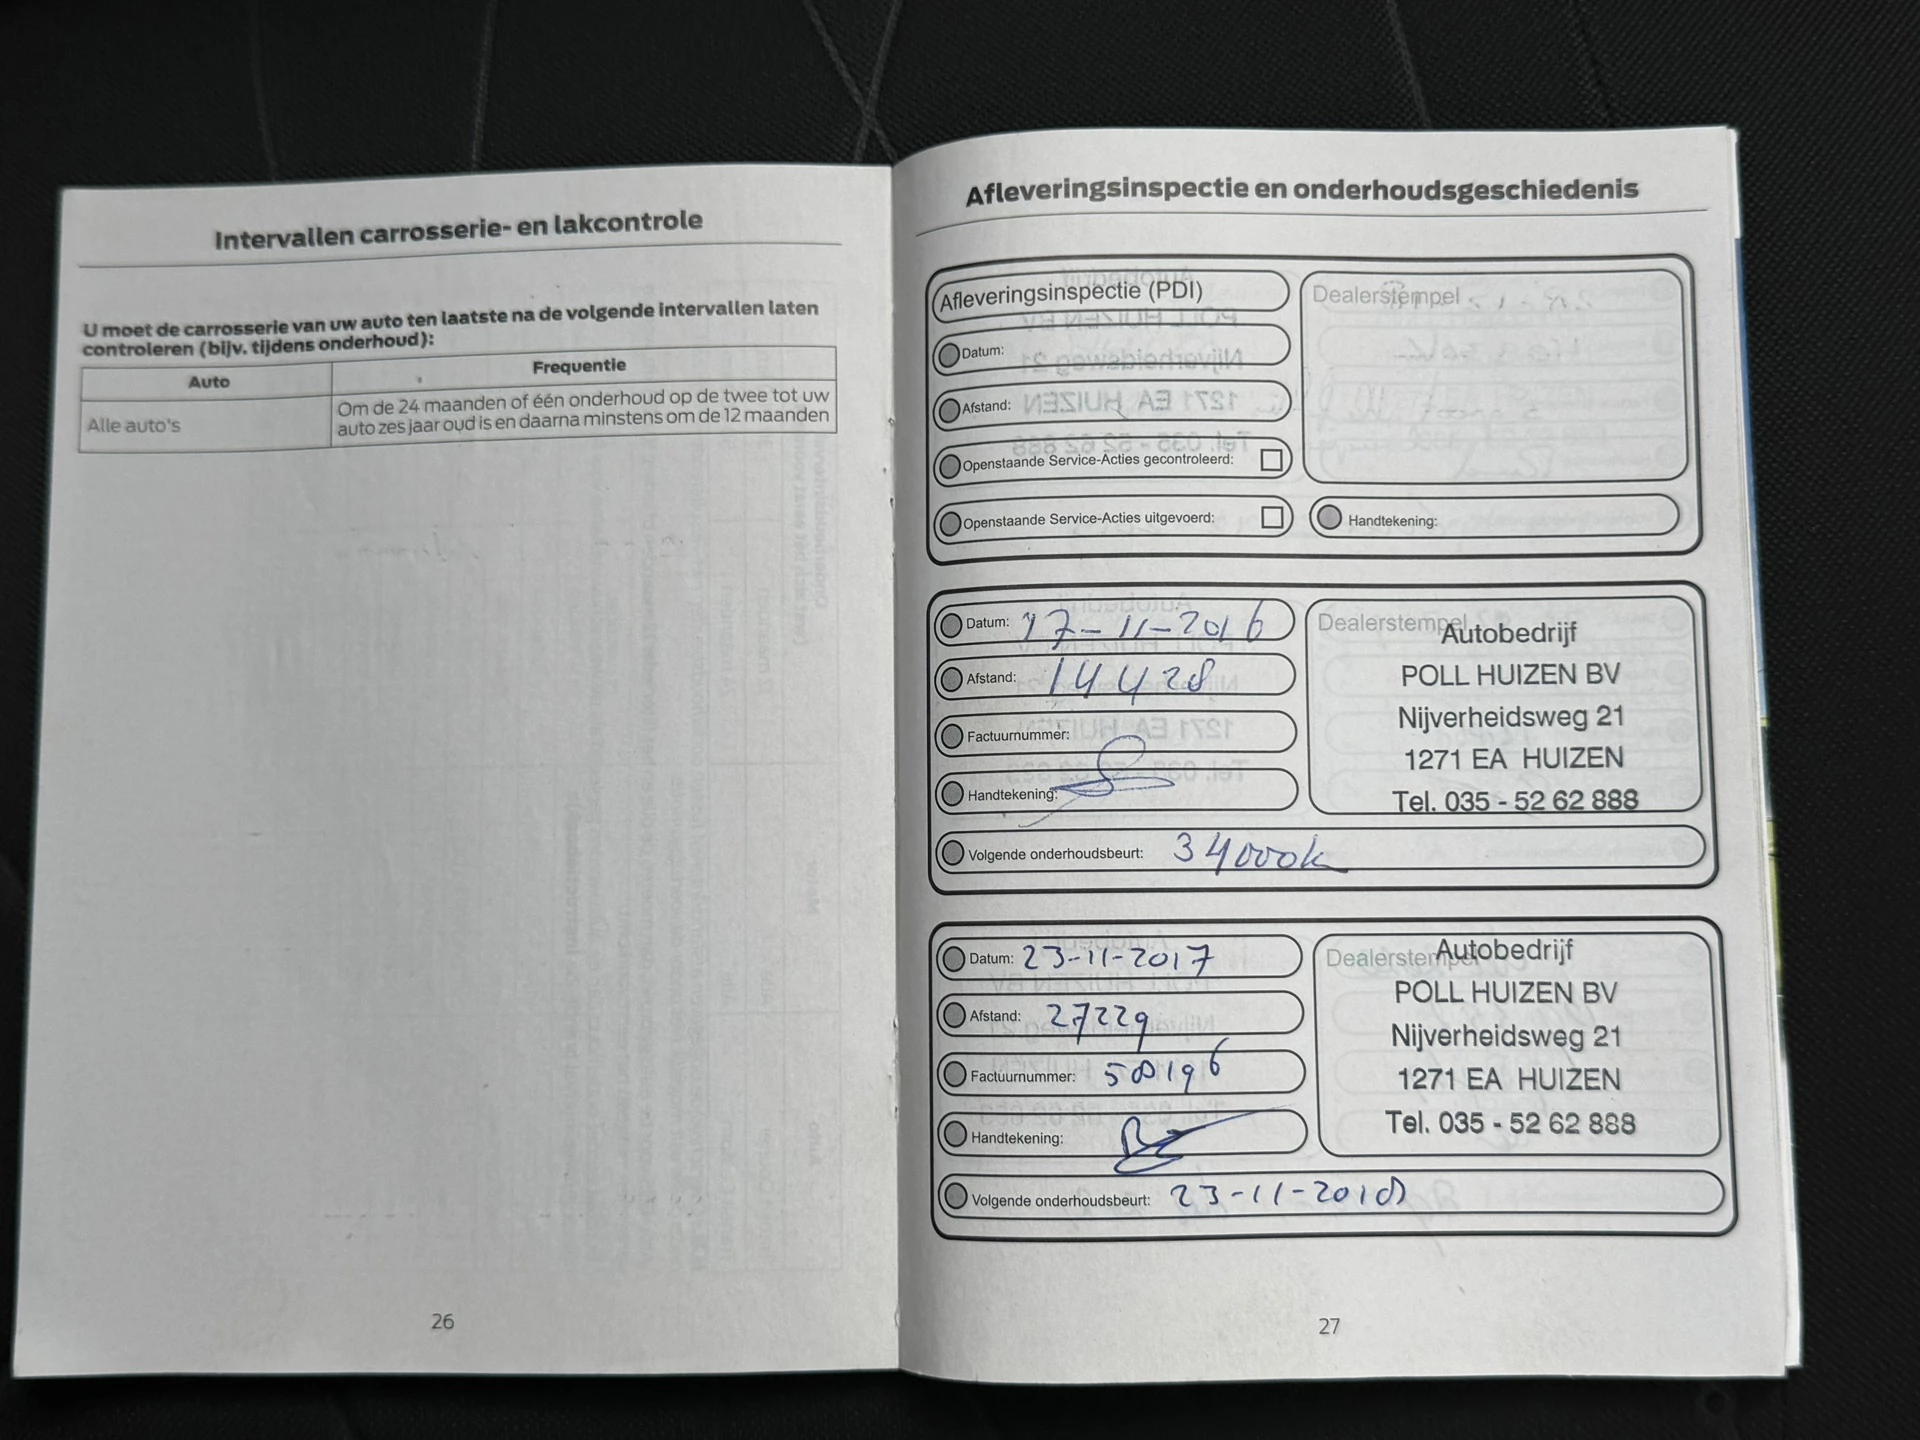 Intervallen carrosserie- en lakcontrole
U moet de carrosserie van uw auto ten laatste na de volgende intervallen laten
controleren (bijv. tijdens onderhoud):
Auto Frequentie
Alle auto's Om de 24 maanden of één onderhoud op de twee tot uw
auto zes jaar oud is en daarna minstens om de 12 maanden
26
Afleveringsinspectie en onderhoudsgeschiedenis
Afleveringsinspectie (PDI)
Datum:
Afstand:
Openstaande Service-Acties gecontroleerd:
Openstaande Service-Acties uitgevoerd:
Dealerstempel
Handtekening:
Datum: 17-11-2016
Afstand: 14428
Factuurnummer:
Handtekening:
Dealerstempel
Autobedrijf
POLL HUIZEN BV
Nijverheidsweg 21
1271 EA HUIZEN
Tel. 035 - 52 62 888
Volgende onderhoudsbeurt: 34000k
Datum: 23-11-2017
Afstand: 27229
Factuurnummer: 58196
Handtekening:
Dealerstempel
Autobedrijf
POLL HUIZEN BV
Nijverheidsweg 21
1271 EA HUIZEN
Tel. 035 - 52 62 888
Volgende onderhoudsbeurt: 23-11-2018
27